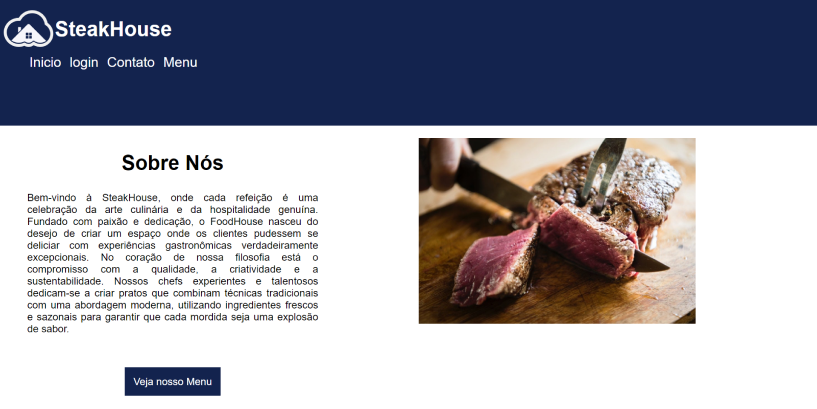 SteakHouse
Inicio login Contato Menu
Sobre Nós
Bem-vindo à SteakHouse, onde cada refeição é uma
celebração da arte culinária e da hospitalidade genuína.
Fundado com paixão e dedicação, o FoodHouse nasceu do
desejo de criar um espaço onde os clientes pudessem se
deliciar com experiências gastronômicas verdadeiramente
excepcionais. No coração de nossa filosofia está o
compromisso com a qualidade, a criatividade e a
sustentabilidade. Nossos chefs experientes e talentosos
dedicam-se a criar pratos que combinam técnicas tradicionais
com uma abordagem moderna, utilizando ingredientes frescos
e sazonais para garantir que cada mordida seja uma explosão
de sabor.
Veja nosso Menu